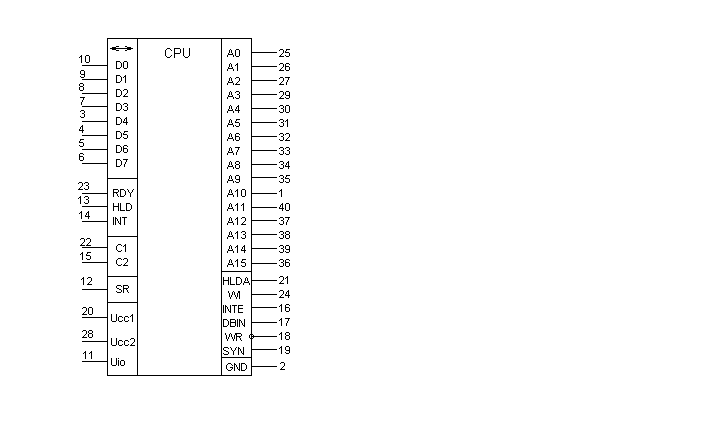 CPU
10 D0
9 D1
8 D2
7 D3
3 D4
4 D5
5 D6
6 D7
23 RDY
13 HLD
14 INT
22 C1
15 C2
12 SR
20 Ucc1
28 Ucc2
11 Uio
A0 25
A1 26
A2 27
A3 29
A4 30
A5 31
A6 32
A7 33
A8 34
A9 35
A10 1
A11 40
A12 37
A13 38
A14 39
A15 36
HLDA 21
WI 24
INTE 16
DBIN 17
WR 18
SYN 19
GND 2